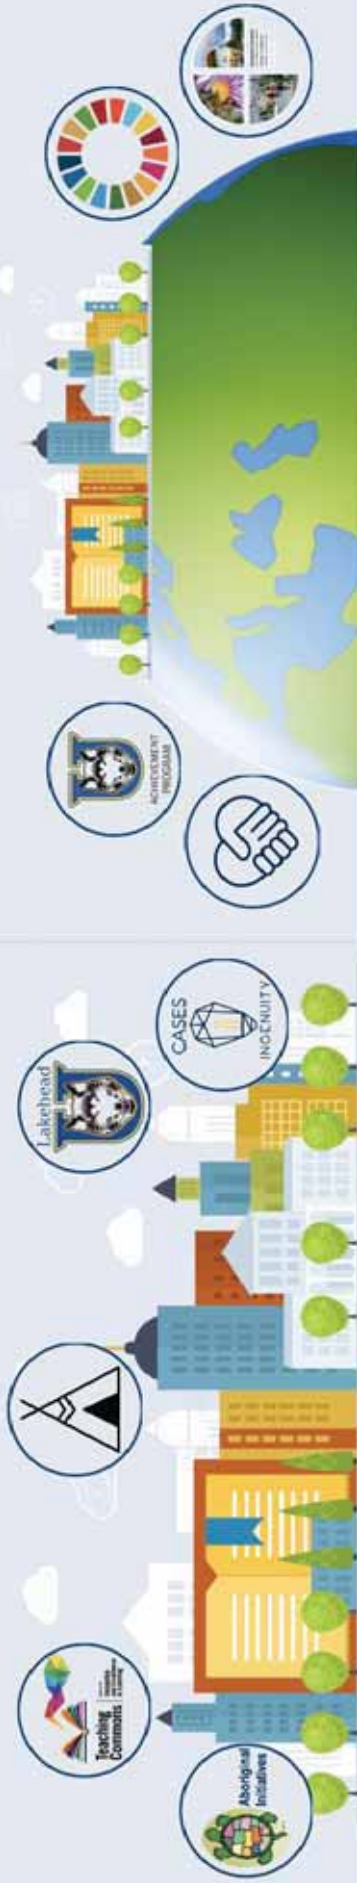 Teaching
Commons
Aboriginal
Initiatives
Lakehead
CASES
INGENUITY
ACHIEVEMENT
PROGRAM